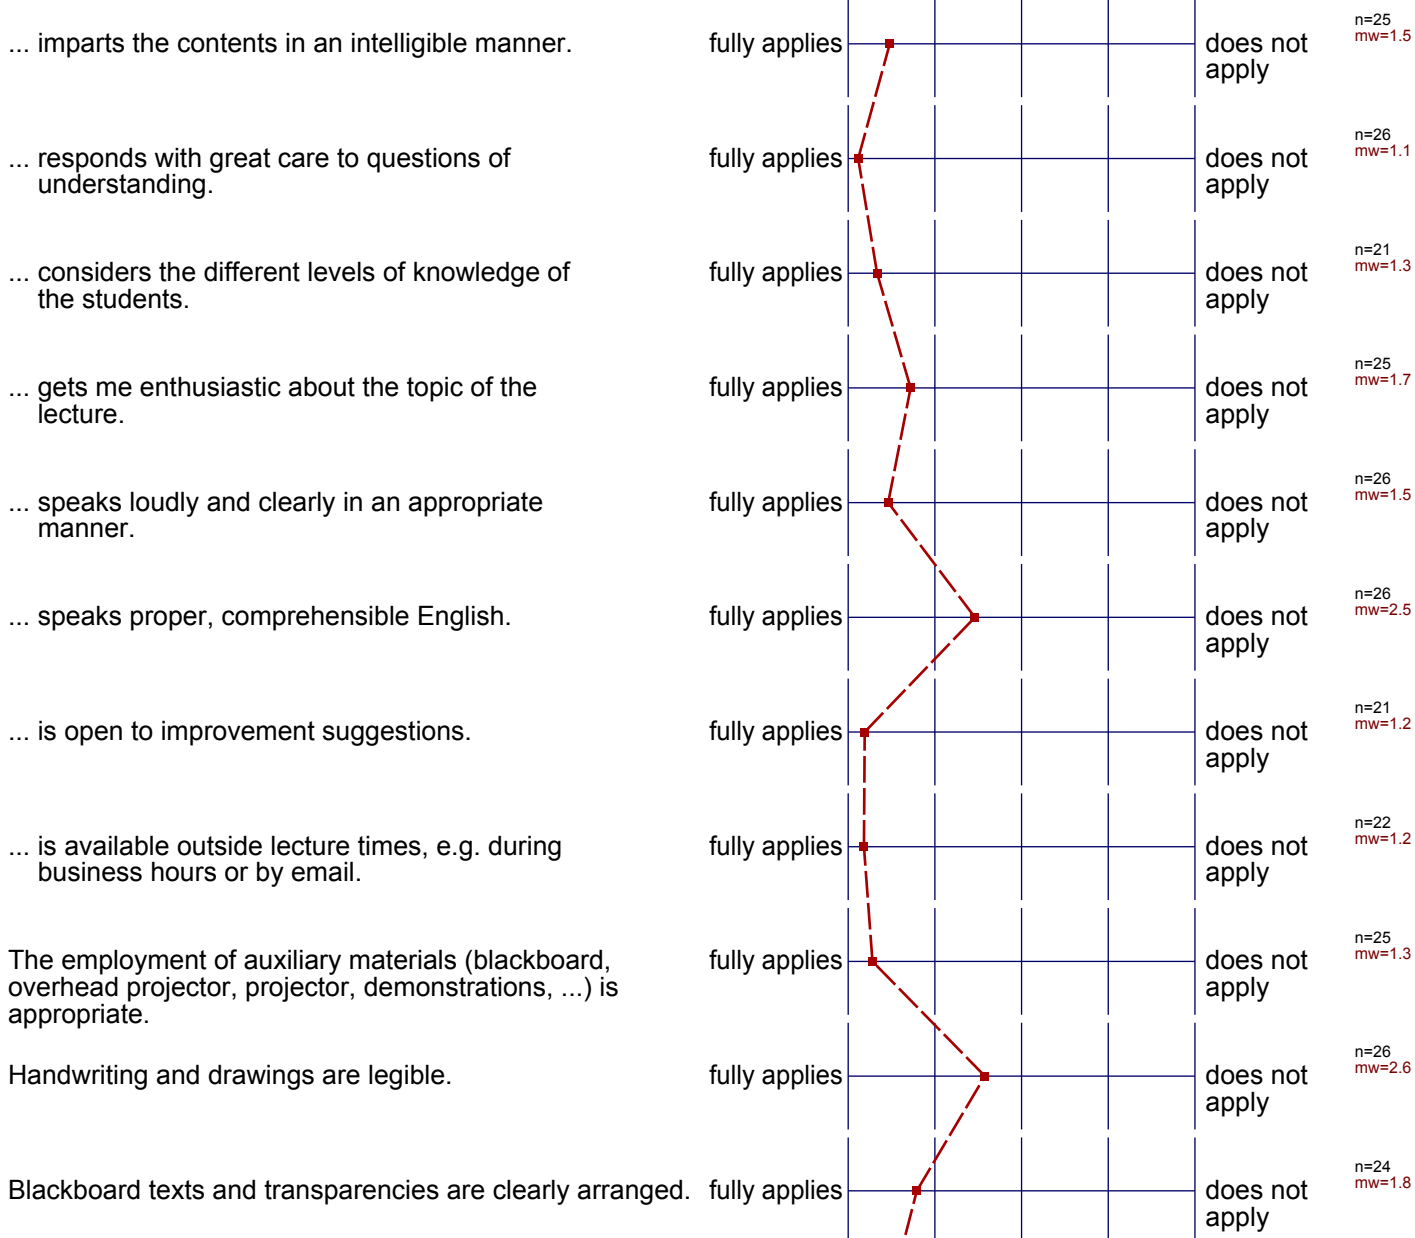 ... imparts the contents in an intelligible manner. fully applies does not apply n=25 mw=1.5
... responds with great care to questions of understanding. fully applies does not apply n=26 mw=1.1
... considers the different levels of knowledge of the students. fully applies does not apply n=21 mw=1.3
... gets me enthusiastic about the topic of the lecture. fully applies does not apply n=25 mw=1.7
... speaks loudly and clearly in an appropriate manner. fully applies does not apply n=26 mw=1.5
... speaks proper, comprehensible English. fully applies does not apply n=26 mw=2.5
... is open to improvement suggestions. fully applies does not apply n=21 mw=1.2
... is available outside lecture times, e.g. during business hours or by email. fully applies does not apply n=22 mw=1.2
The employment of auxiliary materials (blackboard, overhead projector, projector, demonstrations, ...) is appropriate. fully applies does not apply n=25 mw=1.3
Handwriting and drawings are legible. fully applies does not apply n=26 mw=2.6
Blackboard texts and transparencies are clearly arranged. fully applies does not apply n=24 mw=1.8